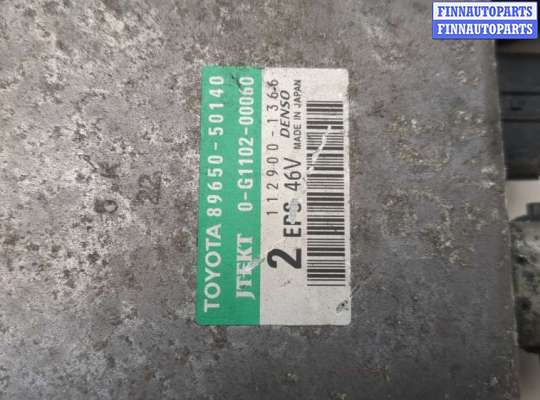 FINNAUTOPARTS
FINNAUTOPARTS
TOYOTA 89650-50140
JTEKT 0-G1102-00060
112900-1366
DENSO
2 EPS 46V MADE IN JAPAN